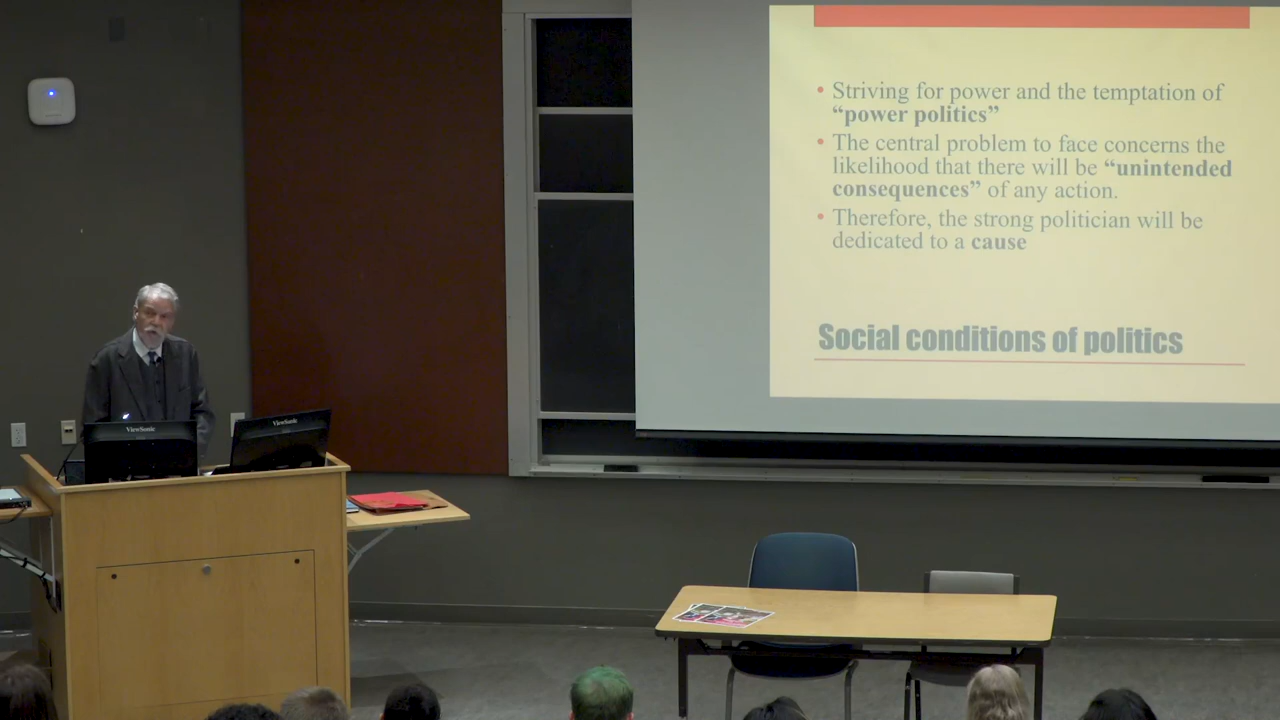 • Striving for power and the temptation of
“power politics”
• The central problem to face concerns the
likelihood that there will be “unintended
consequences” of any action.
• Therefore, the strong politician will be
dedicated to a cause
Social conditions of politics
ViewSonic
ViewSonic